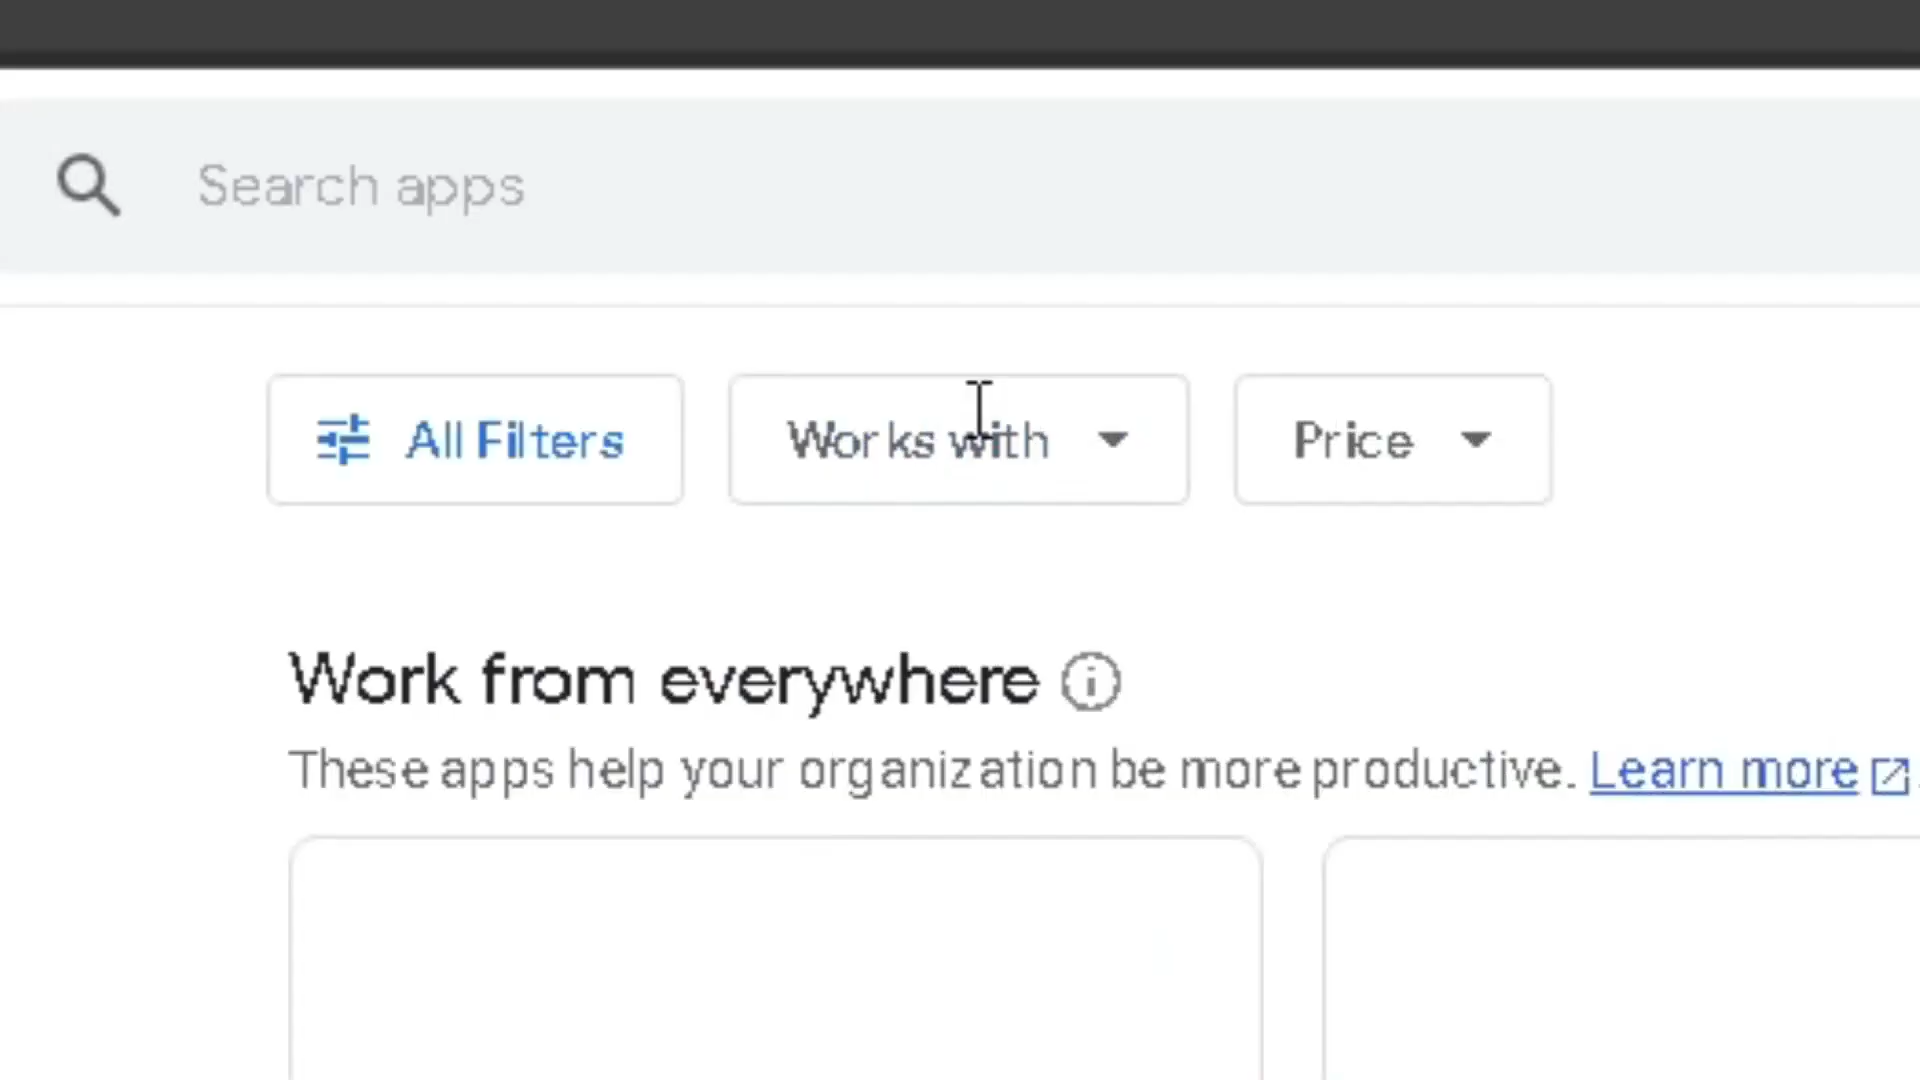 Search apps
All Filters
Works with
Price
Work from everywhere
These apps help your organization be more productive. Learn more